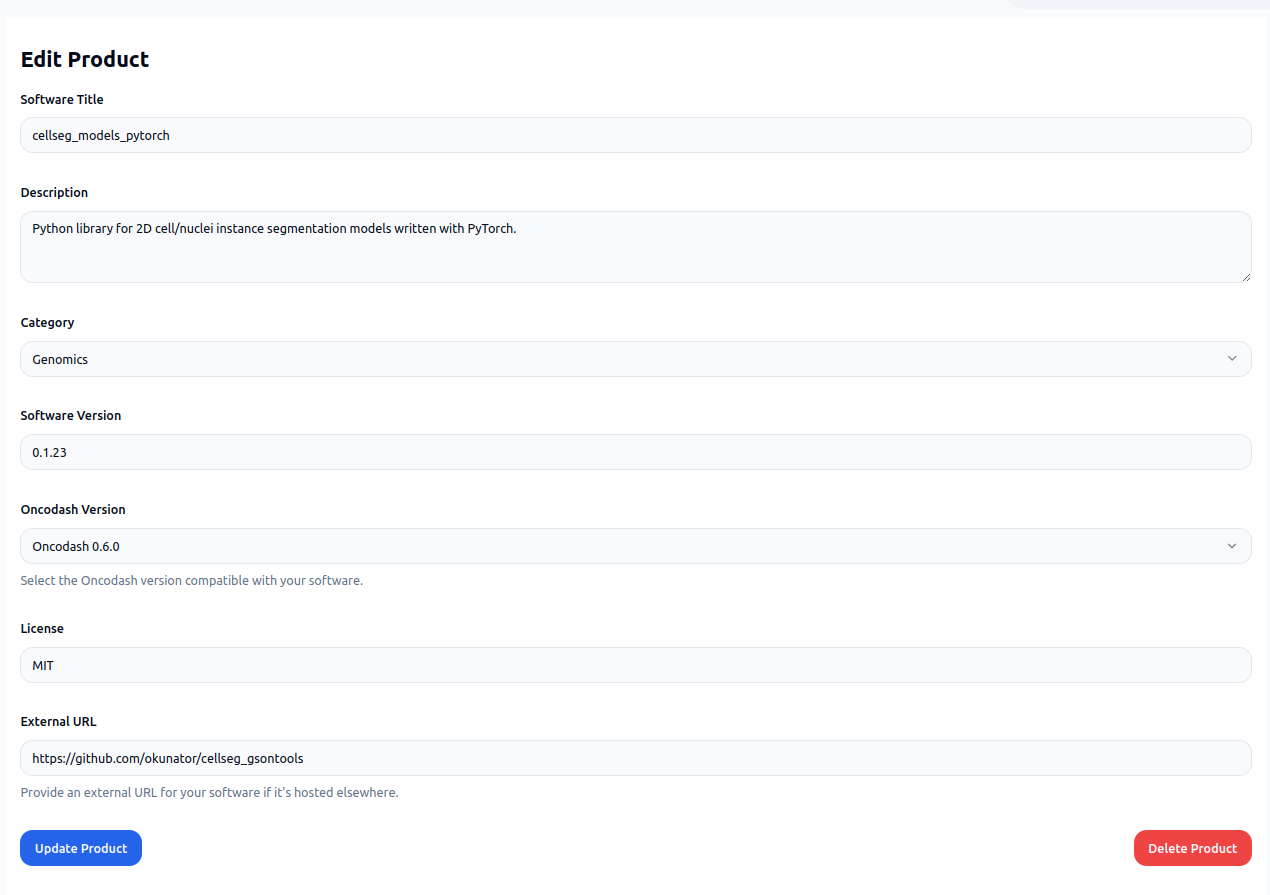 Edit Product
Software Title
cellseg_models_pytorch
Description
Python library for 2D cell/nuclei instance segmentation models written with PyTorch.
Category
Genomics
Software Version
0.1.23
Oncodash Version
Oncodash 0.6.0
Select the Oncodash version compatible with your software.
License
MIT
External URL
https://github.com/okunator/cellseg_gsontools
Provide an external URL for your software if it's hosted elsewhere.
Update Product
Delete Product